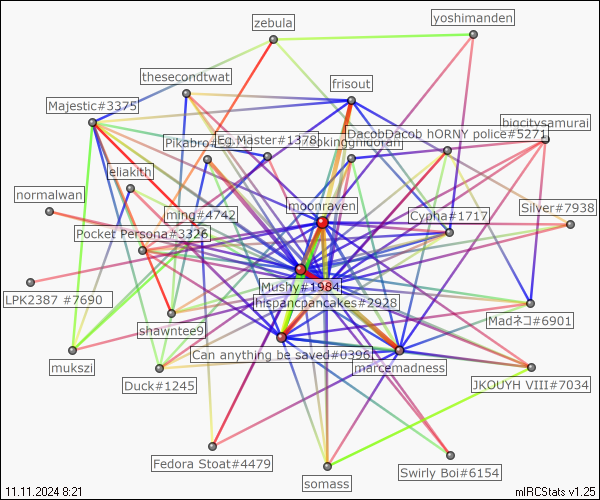 zebula
yoshimanden
thesecondtwat
frisout
Majestic#3375
bigcitysamurai
DacobDacob hORNY police#5271
Eg.Master#1378
Pikabro
kingghidorah
eliakith
normalwan
moonraven
Silver#7938
ming#4742
Cypha#1717
Pocket Persona#3326
Mushy#1984
LPK2387 #7690
hispancpancakes#2928
Madネコ#6901
shawntee9
Can anything be saved#0396
mukszi
marcemadness
Duck#1245
JKOUYH VIII#7034
Fedora Stoat#4479
Swirly Boi#6154
somass
11.11.2024 8:21
mIRCStats v1.25